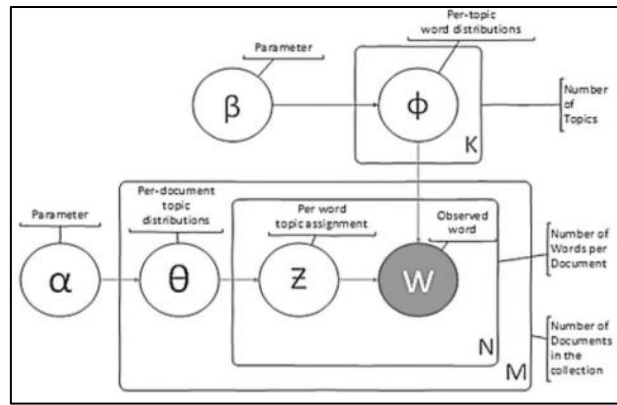 Per-topic
word distributions
Parameter
β
ϕ
K
Number
of
Topics
Per-document
topic
distributions
Parameter
Per word
topic assignment
Observed
word
α
θ
Z
W
N
M
Number of
Words per
Document
Number of
Documents
in the
collection